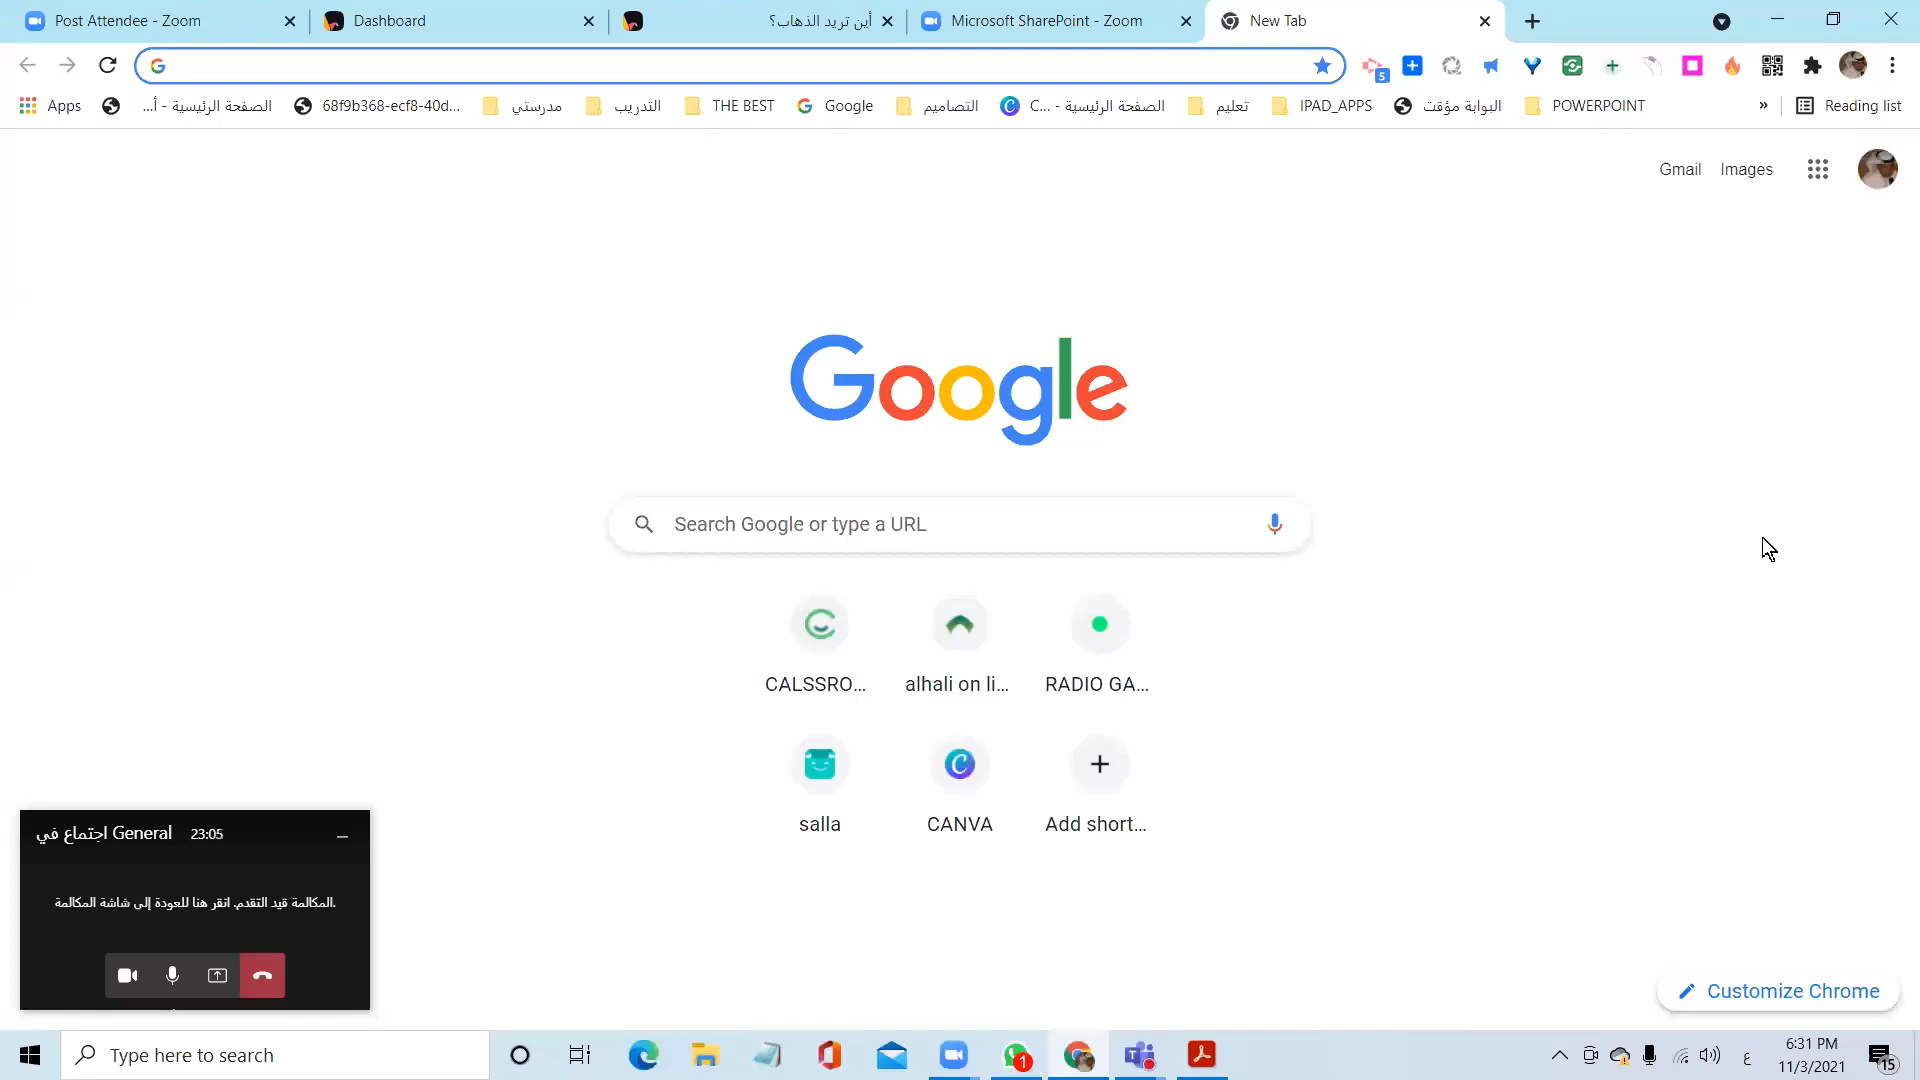 Post Attendee - Zoom
Dashboard
أين تريد الذهاب؟
Microsoft SharePoint - Zoom
New Tab
5
Apps
الصفحة الرئيسية - أ...
68f9b368-ecf8-40d...
مدرستي
التدريب
THE BEST
Google
التصاميم
الصفحة الرئيسية - C...
تعليم
IPAD_APPS
البوابة مؤقت
POWERPOINT
»
Reading list
Gmail
Images
Google
Search Google or type a URL
CALSSRO...
alhali on li...
RADIO GA...
salla
CANVA
Add short...
اجتماع في General
23:05
المكالمة قيد التقدم. انقر هنا للعودة إلى شاشة المكالمة.
Customize Chrome
Type here to search
1
ع
6:31 PM
11/3/2021
15